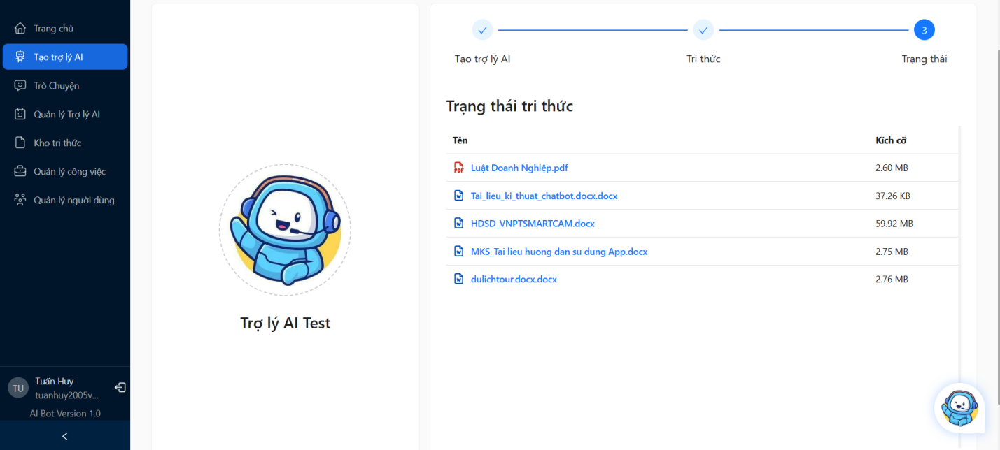 Trang chủ
Tạo trợ lý AI
Trò Chuyện
Quản lý Trợ lý AI
Kho tri thức
Quản lý công việc
Quản lý người dùng
TU
Tuấn Huy
tuanhuy2005v...
AI Bot Version 1.0
Trợ lý AI Test
3
Tạo trợ lý AI
Tri thức
Trạng thái
Trạng thái tri thức
Tên Kích cỡ
PDF Luật Doanh Nghiệp.pdf 2.60 MB
Tai_lieu_ki_thuat_chatbot.docx.docx 37.26 KB
HDSD_VNPTSMARTCAM.docx 59.92 MB
MKS_Tai lieu huong dan su dung App.docx 2.75 MB
dulichtour.docx.docx 2.76 MB